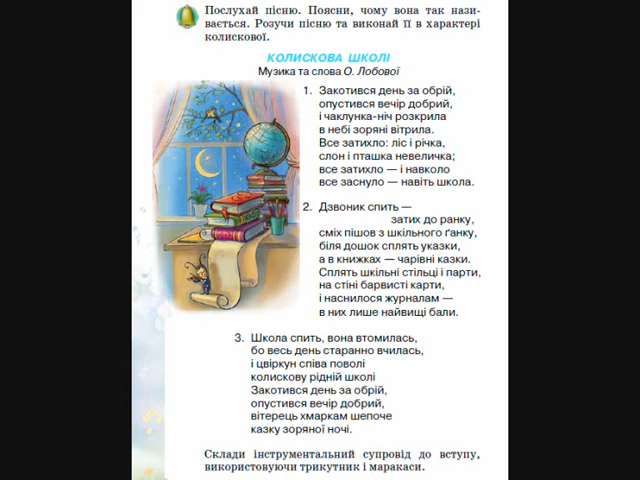 Послухай пісню. Поясни, чому вона так нази-
вається. Розучи пісню та виконай її в характері
колискової.
КОЛИСКОВА ШКОЛІ
Музика та слова О. Лобової
1. Закотився день за обрій,
опустився вечір добрий,
і чаклунка-ніч розкрила
в небі зоряні вітрила.
Все затихло: ліс і річка,
слон і пташка невеличка;
все затихло — і навколо
все заснуло — навіть школа.
2. Дзвоник спить —
затих до ранку,
сміх пішов з шкільного ґанку,
біля дошок сплять указки,
а в книжках — чарівні казки.
Сплять шкільні стільці і парти,
на стіні барвисті карти,
і наснилося журналам —
в них лише найвищі бали.
3. Школа спить, вона втомилась,
бо весь день старанно вчилась,
і цвіркун співа поволі
колискову рідній школі
Закотився день за обрій,
опустився вечір добрий,
вітерець хмаркам шепоче
казку зоряної ночі.
Склади інструментальний супровід до вступу,
використовуючи трикутник і маракаси.